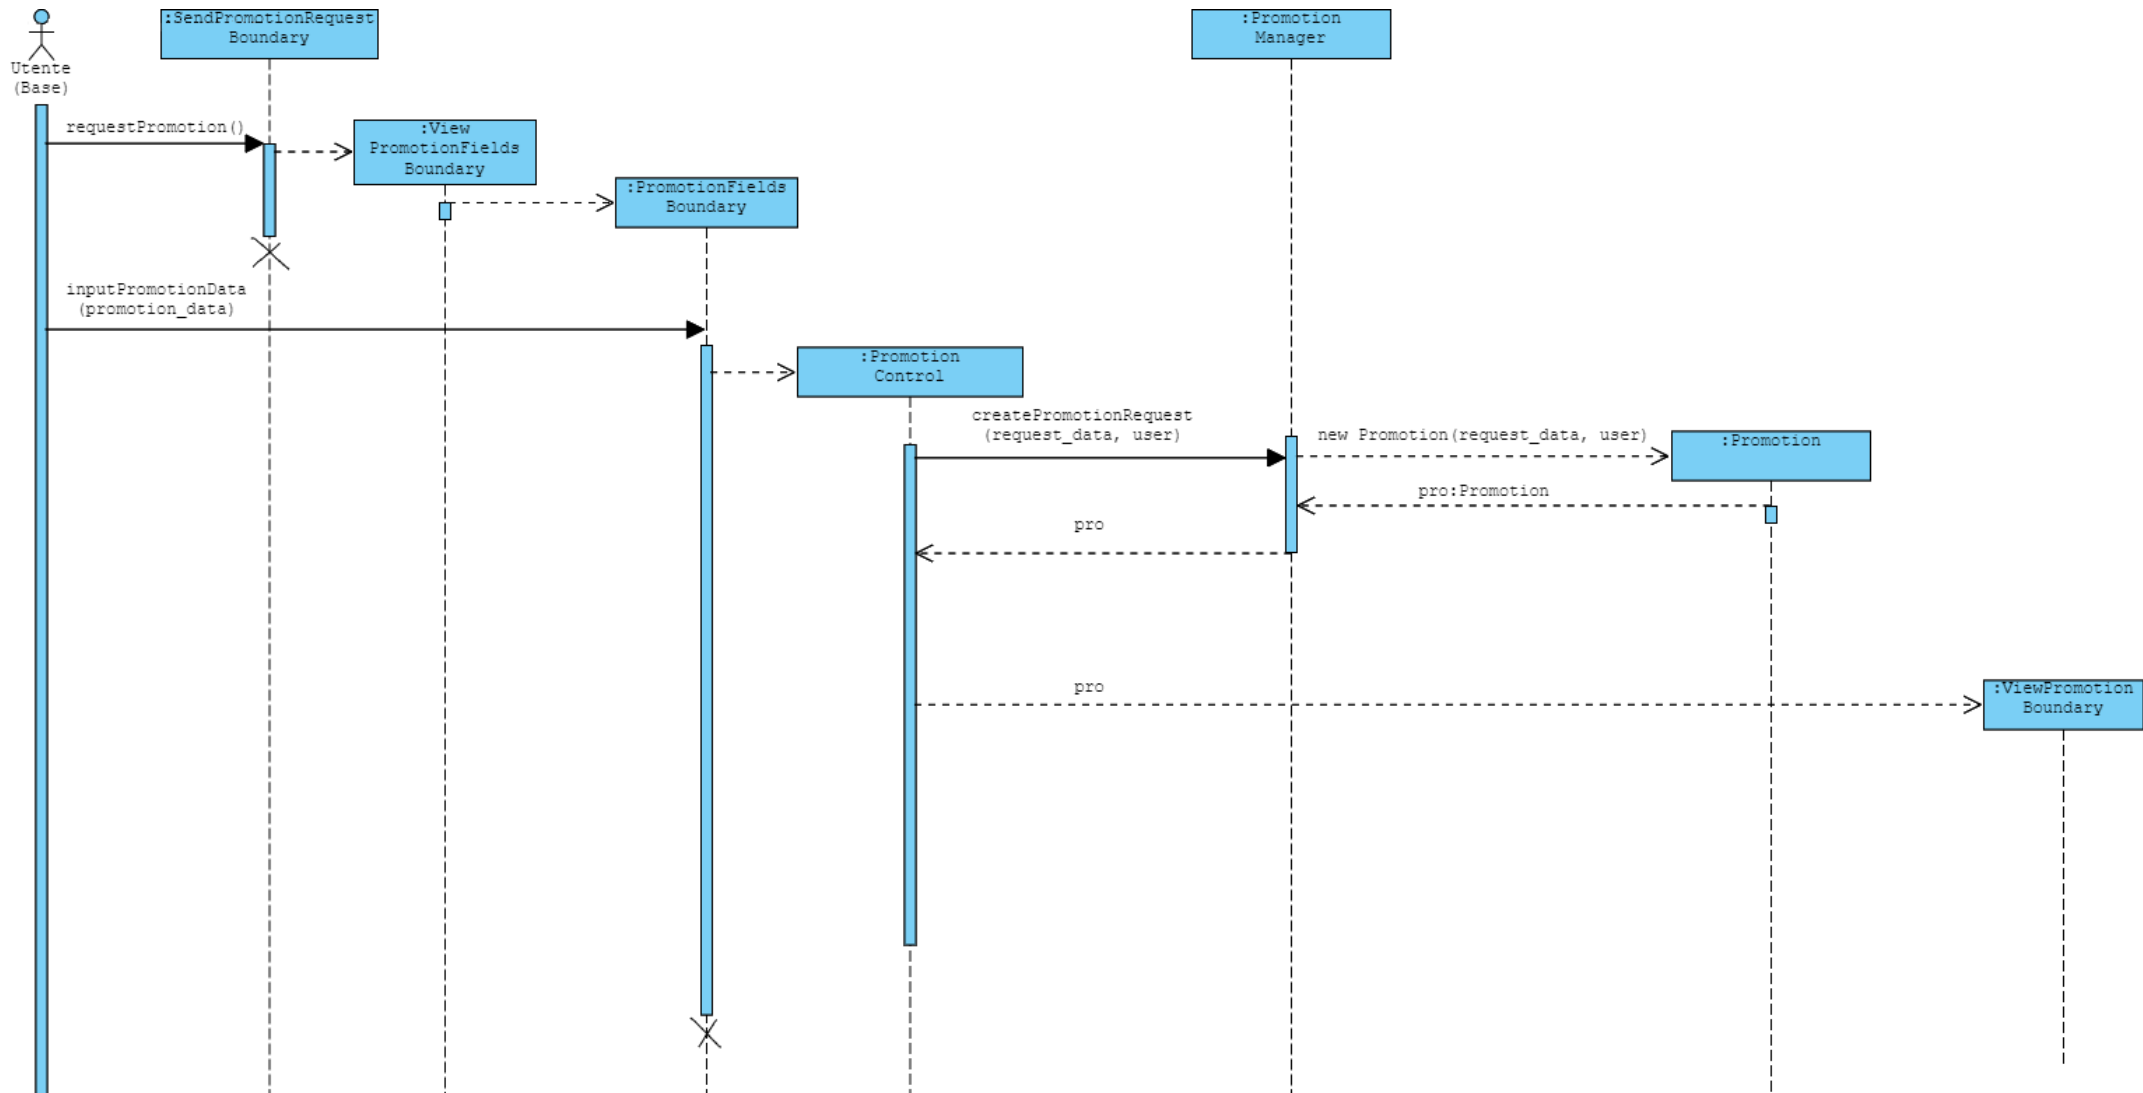 :SendPromotionRequest
Boundary
:Promotion
Manager
Utente
(Base)
requestPromotion()
:View
PromotionFields
Boundary
:PromotionFields
Boundary
inputPromotionData
(promotion_data)
:Promotion
Control
createPromotionRequest
(request_data, user)
new Promotion(request_data, user)
:Promotion
pro:Promotion
pro
pro
:ViewPromotion
Boundary